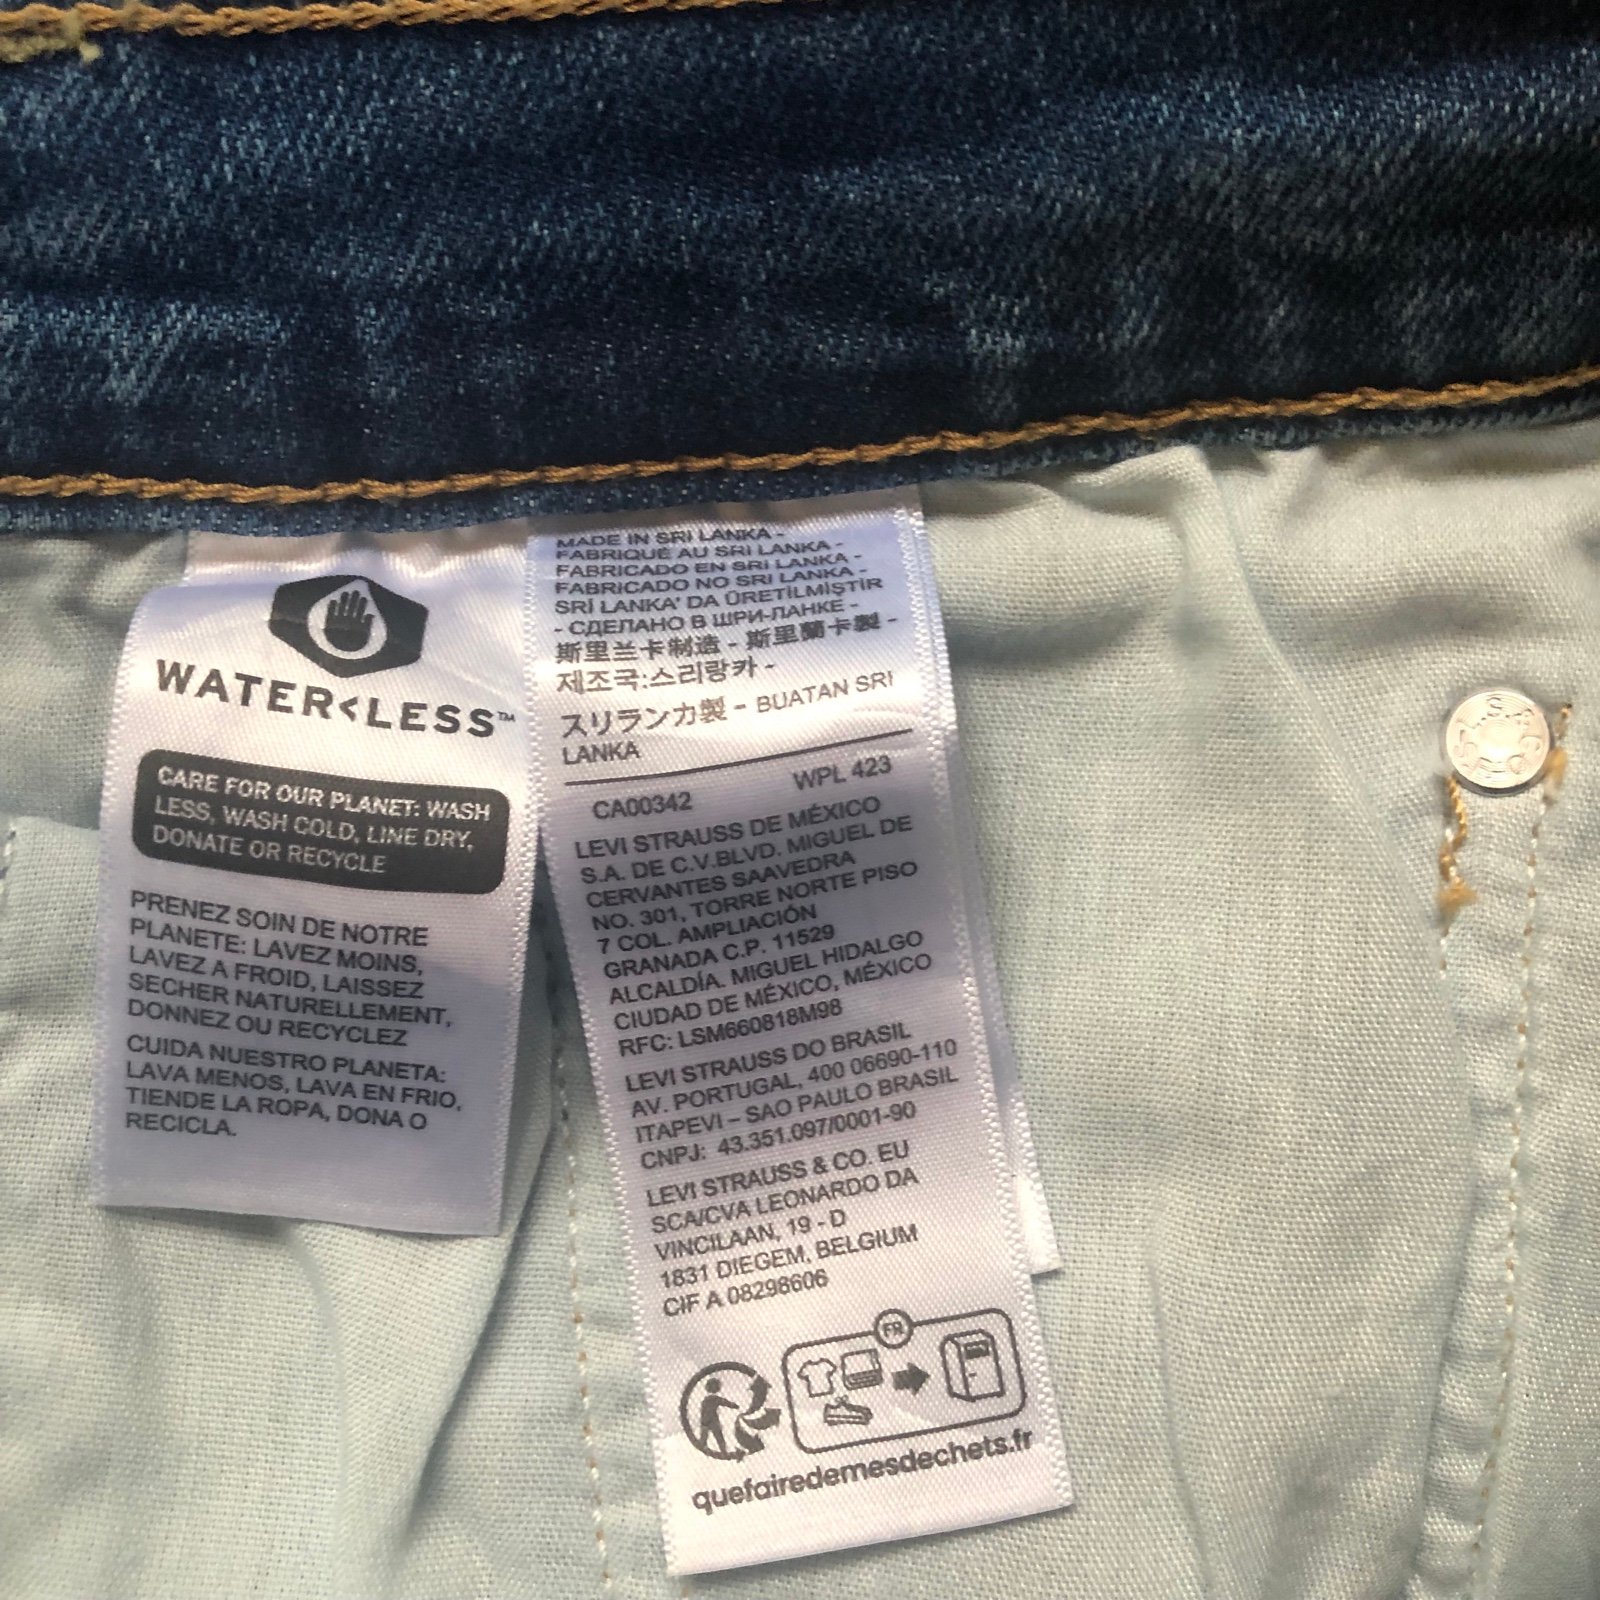 WATER<LESS™
CARE FOR OUR PLANET: WASH
LESS, WASH COLD, LINE DRY,
DONATE OR RECYCLE
PRENEZ SOIN DE NOTRE
PLANETE: LAVEZ MOINS,
LAVEZ A FROID, LAISSEZ
SECHER NATURELLEMENT,
DONNEZ OU RECYCLEZ
CUIDA NUESTRO PLANETA:
LAVA MENOS, LAVA EN FRIO,
TIENDE LA ROPA, DONA O
RECICLA.
MADE IN SRI LANKA -
FABRIQUÉ AU SRI LANKA -
FABRICADO EN SRI LANKA -
FABRICADO NO SRI LANKA -
SRİ LANKA' DA ÜRETİLMİŞTİR
- СДЕЛАНО В ШРИ-ЛАНКЕ -
斯里兰卡制造 - 斯里蘭卡製 -
제조국:스리랑카 -
スリランカ製 - BUATAN SRI
LANKA
CA00342 WPL 423
LEVI STRAUSS DE MÉXICO
S.A. DE C.V.BLVD. MIGUEL DE
CERVANTES SAAVEDRA
NO. 301, TORRE NORTE PISO
7 COL. AMPLIACIÓN
GRANADA C.P. 11529
ALCALDÍA. MIGUEL HIDALGO
CIUDAD DE MÉXICO, MÉXICO
RFC: LSM660818M98
LEVI STRAUSS DO BRASIL
AV. PORTUGAL, 400 06690-110
ITAPEVI – SAO PAULO BRASIL
CNPJ: 43.351.097/0001-90
LEVI STRAUSS & CO. EU
SCA/CVA LEONARDO DA
VINCILAAN, 19 - D
1831 DIEGEM, BELGIUM
CIF A 08298606
FR
quefairedemesdechets.fr